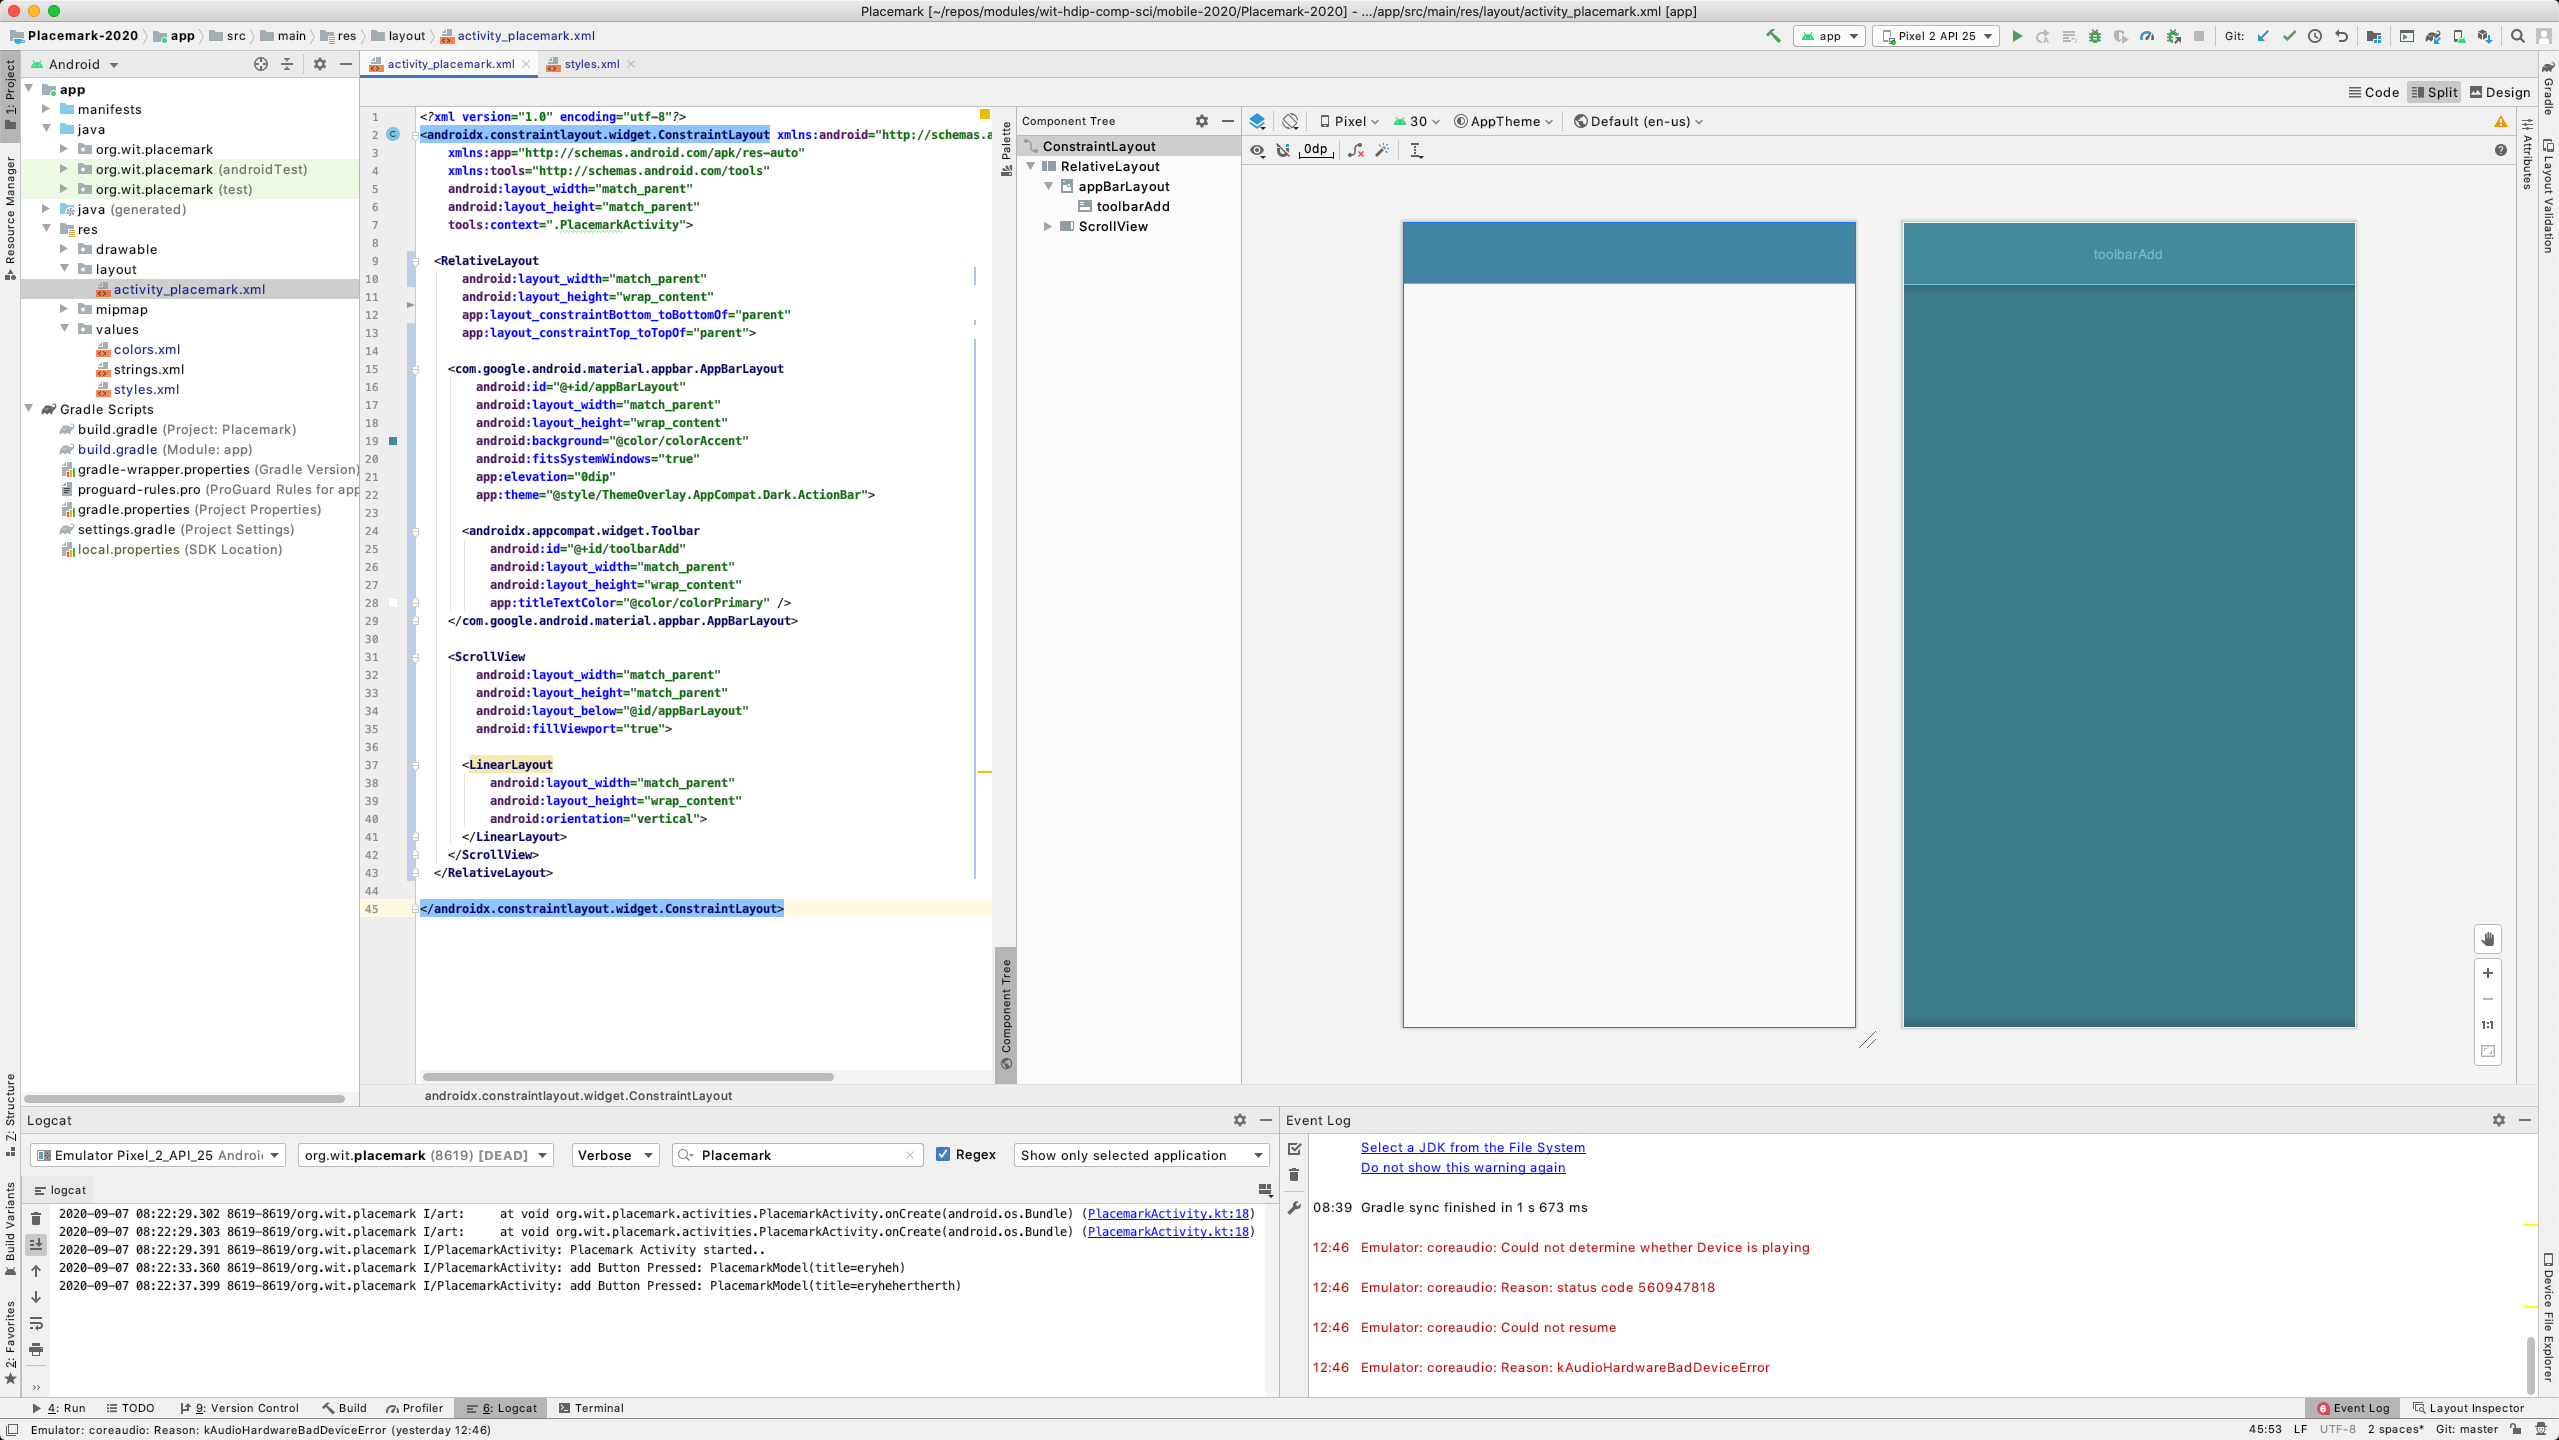 Placemark [~/repos/modules/wit-hdip-comp-sci/mobile-2020/Placemark-2020] - .../app/src/main/res/layout/activity_placemark.xml [app]
Placemark-2020 app src main res layout activity_placemark.xml app Pixel 2 API 25 Git:
Android activity_placemark.xml styles.xml
Code Split Design
1: Project
Resource Manager
Z: Structure
Build Variants
2: Favorites
app
manifests
java
org.wit.placemark
org.wit.placemark (androidTest)
org.wit.placemark (test)
java (generated)
res
drawable
layout
activity_placemark.xml
mipmap
values
colors.xml
strings.xml
styles.xml
Gradle Scripts
build.gradle (Project: Placemark)
build.gradle (Module: app)
gradle-wrapper.properties (Gradle Version)
proguard-rules.pro (ProGuard Rules for app
gradle.properties (Project Properties)
settings.gradle (Project Settings)
local.properties (SDK Location)
1 <?xml version="1.0" encoding="utf-8"?>
2 <androidx.constraintlayout.widget.ConstraintLayout xmlns:android="http://schemas.a
3 xmlns:app="http://schemas.android.com/apk/res-auto"
4 xmlns:tools="http://schemas.android.com/tools"
5 android:layout_width="match_parent"
6 android:layout_height="match_parent"
7 tools:context=".PlacemarkActivity">
8
9 <RelativeLayout
10 android:layout_width="match_parent"
11 android:layout_height="wrap_content"
12 app:layout_constraintBottom_toBottomOf="parent"
13 app:layout_constraintTop_toTopOf="parent">
14
15 <com.google.android.material.appbar.AppBarLayout
16 android:id="@+id/appBarLayout"
17 android:layout_width="match_parent"
18 android:layout_height="wrap_content"
19 android:background="@color/colorAccent"
20 android:fitsSystemWindows="true"
21 app:elevation="0dip"
22 app:theme="@style/ThemeOverlay.AppCompat.Dark.ActionBar">
23
24 <androidx.appcompat.widget.Toolbar
25 android:id="@+id/toolbarAdd"
26 android:layout_width="match_parent"
27 android:layout_height="wrap_content"
28 app:titleTextColor="@color/colorPrimary" />
29 </com.google.android.material.appbar.AppBarLayout>
30
31 <ScrollView
32 android:layout_width="match_parent"
33 android:layout_height="match_parent"
34 android:layout_below="@id/appBarLayout"
35 android:fillViewport="true">
36
37 <LinearLayout
38 android:layout_width="match_parent"
39 android:layout_height="wrap_content"
40 android:orientation="vertical">
41 </LinearLayout>
42 </ScrollView>
43 </RelativeLayout>
44
45 </androidx.constraintlayout.widget.ConstraintLayout>
androidx.constraintlayout.widget.ConstraintLayout
Palette
Component Tree
Component Tree
ConstraintLayout
RelativeLayout
appBarLayout
toolbarAdd
ScrollView
Pixel 30 AppTheme Default (en-us)
0dp
toolbarAdd
1:1
Gradle
Layout Validation
Attributes
Device File Explorer
Logcat
Emulator Pixel_2_API_25 Androi org.wit.placemark (8619) [DEAD] Verbose Placemark Regex Show only selected application
logcat
2020-09-07 08:22:29.302 8619-8619/org.wit.placemark I/art: at void org.wit.placemark.activities.PlacemarkActivity.onCreate(android.os.Bundle) (PlacemarkActivity.kt:18)
2020-09-07 08:22:29.303 8619-8619/org.wit.placemark I/art: at void org.wit.placemark.activities.PlacemarkActivity.onCreate(android.os.Bundle) (PlacemarkActivity.kt:18)
2020-09-07 08:22:29.391 8619-8619/org.wit.placemark I/PlacemarkActivity: Placemark Activity started..
2020-09-07 08:22:33.360 8619-8619/org.wit.placemark I/PlacemarkActivity: add Button Pressed: PlacemarkModel(title=eryheh)
2020-09-07 08:22:37.399 8619-8619/org.wit.placemark I/PlacemarkActivity: add Button Pressed: PlacemarkModel(title=eryhehertherth)
Event Log
Select a JDK from the File System
Do not show this warning again
08:39 Gradle sync finished in 1 s 673 ms
12:46 Emulator: coreaudio: Could not determine whether Device is playing
12:46 Emulator: coreaudio: Reason: status code 560947818
12:46 Emulator: coreaudio: Could not resume
12:46 Emulator: coreaudio: Reason: kAudioHardwareBadDeviceError
4: Run TODO 9: Version Control Build Profiler 6: Logcat Terminal 6 Event Log Layout Inspector
Emulator: coreaudio: Reason: kAudioHardwareBadDeviceError (yesterday 12:46) 45:53 LF UTF-8 2 spaces* Git: master